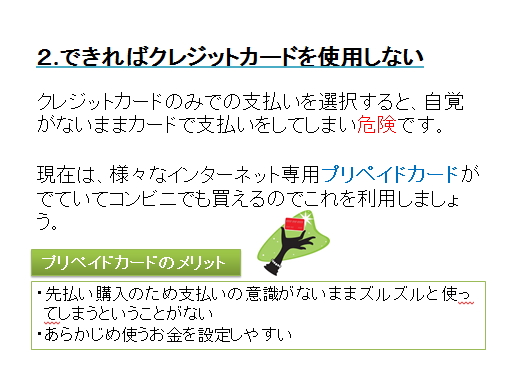 ２.できればクレジットカードを使用しない
クレジットカードのみでの支払いを選択すると、自覚
がないままカードで支払いをしてしまい危険です。
現在は、様々なインターネット専用プリペイドカードが
でていてコンビニでも買えるのでこれを利用しましょ
う。
プリペイドカードのメリット
・先払い購入のため支払いの意識がないままズルズルと使っ
てしまうということがない
・あらかじめ使うお金を設定しやすい